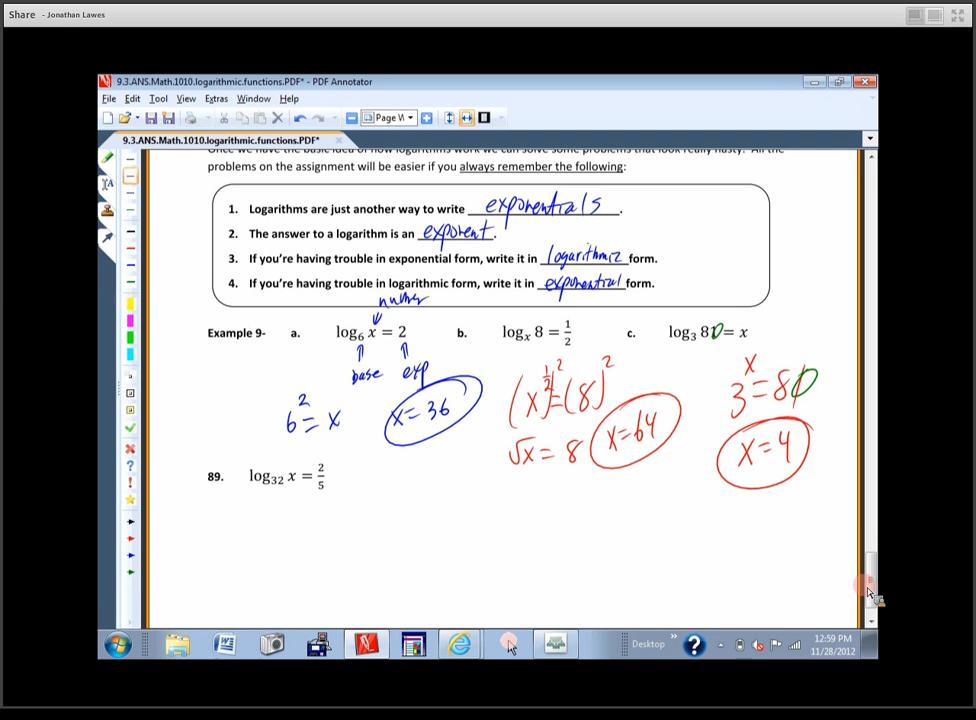 Share - Jonathan Lawes
9.3.ANS.Math.1010.logarithmic.functions.PDF* - PDF Annotator
File Edit Tool View Extras Window Help
Page W
9.3.ANS.Math.1010.logarithmic.functions.PDF*
problems on the assignment will be easier if you always remember the following:
1. Logarithms are just another way to write exponentials.
2. The answer to a logarithm is an exponent.
3. If you're having trouble in exponential form, write it in logarithmic form.
4. If you're having trouble in logarithmic form, write it in exponential form.
Example 9- a. log₆ x = 2 b. logₓ 8 = 1/2 c. log₃ 81 = x
base exp
6² = x x = 36
(x^(1/2))² = (8)²
√x = 8 x = 64
3^x = 81
x = 4
89. log₃₂ x = 2/5
Desktop
12:59 PM
11/28/2012